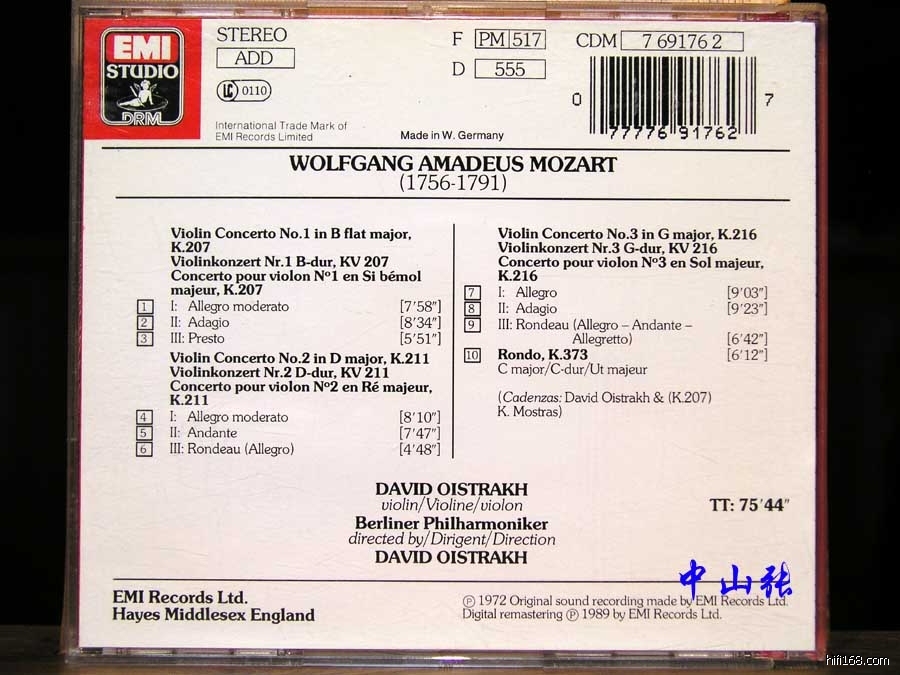 EMI
STUDIO
DRM
STEREO
ADD
LC 0110
International Trade Mark of
EMI Records Limited
Made in W. Germany
F PM 517
D 555
CDM 7 69176 2
0 77776 91762 7
WOLFGANG AMADEUS MOZART
(1756-1791)
Violin Concerto No.1 in B flat major,
K.207
Violinkonzert Nr.1 B-dur, KV 207
Concerto pour violon Nº1 en Si bémol
majeur, K.207
1 I: Allegro moderato [7'58"]
2 II: Adagio [8'34"]
3 III: Presto [5'51"]
Violin Concerto No.2 in D major, K.211
Violinkonzert Nr.2 D-dur, KV 211
Concerto pour violon Nº2 en Ré majeur,
K.211
4 I: Allegro moderato [8'10"]
5 II: Andante [7'47"]
6 III: Rondeau (Allegro) [4'48"]
Violin Concerto No.3 in G major, K.216
Violinkonzert Nr.3 G-dur, KV 216
Concerto pour violon Nº3 en Sol majeur,
K.216
7 I: Allegro [9'03"]
8 II: Adagio [9'23"]
9 III: Rondeau (Allegro – Andante –
Allegretto) [6'42"]
10 Rondo, K.373 [6'12"]
C major/C-dur/Ut majeur
(Cadenzas: David Oistrakh & (K.207)
K. Mostras)
DAVID OISTRAKH
violin/Violine/violon
Berliner Philharmoniker
directed by/Dirigent/Direction
DAVID OISTRAKH
TT: 75'44"
中山张
EMI Records Ltd.
Hayes Middlesex England
℗ 1972 Original sound recording made by EMI Records Ltd.
Digital remastering ℗ 1989 by EMI Records Ltd.
hifi168.com